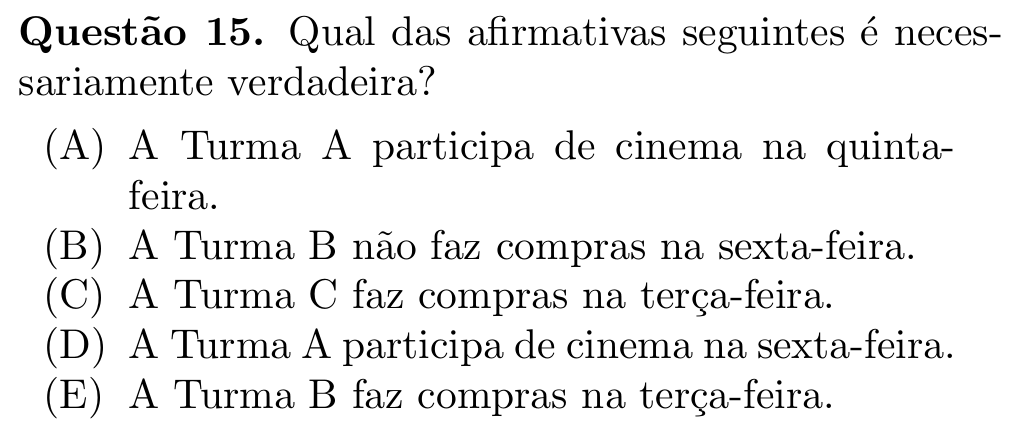 Questão 15. Qual das afirmativas seguintes é neces-
sariamente verdadeira?
(A) A Turma A participa de cinema na quinta-
feira.
(B) A Turma B não faz compras na sexta-feira.
(C) A Turma C faz compras na terça-feira.
(D) A Turma A participa de cinema na sexta-feira.
(E) A Turma B faz compras na terça-feira.